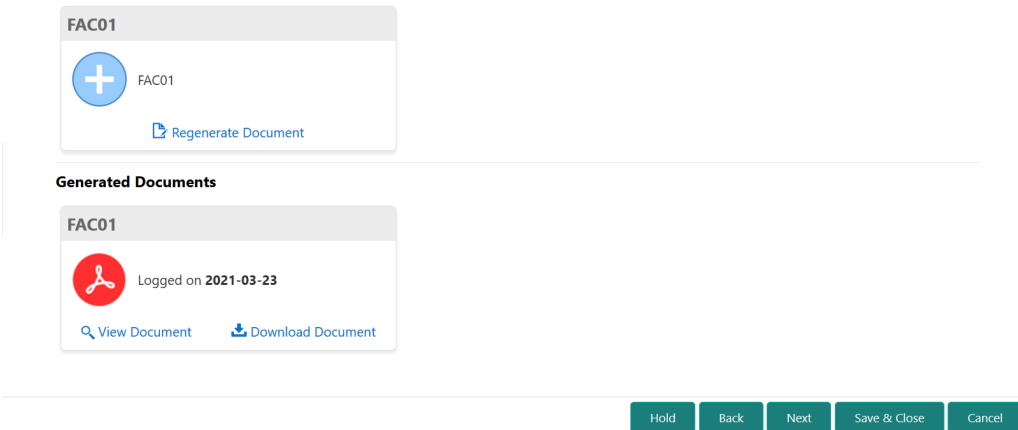 FAC01
FAC01
Regenerate Document
Generated Documents
FAC01
Logged on 2021-03-23
View Document Download Document
Hold Back Next Save & Close Cancel